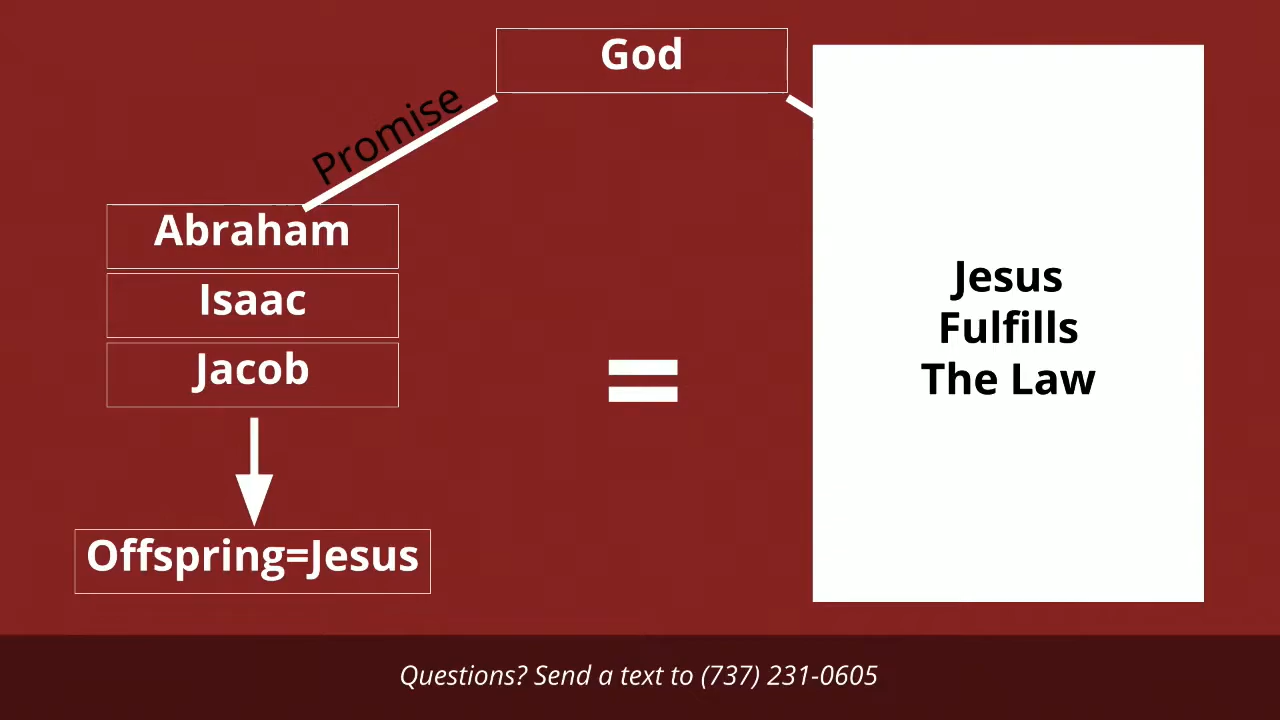 God
Promise
Abraham
Isaac
Jacob
Offspring=Jesus
=
Jesus
Fulfills
The Law
Questions? Send a text to (737) 231-0605